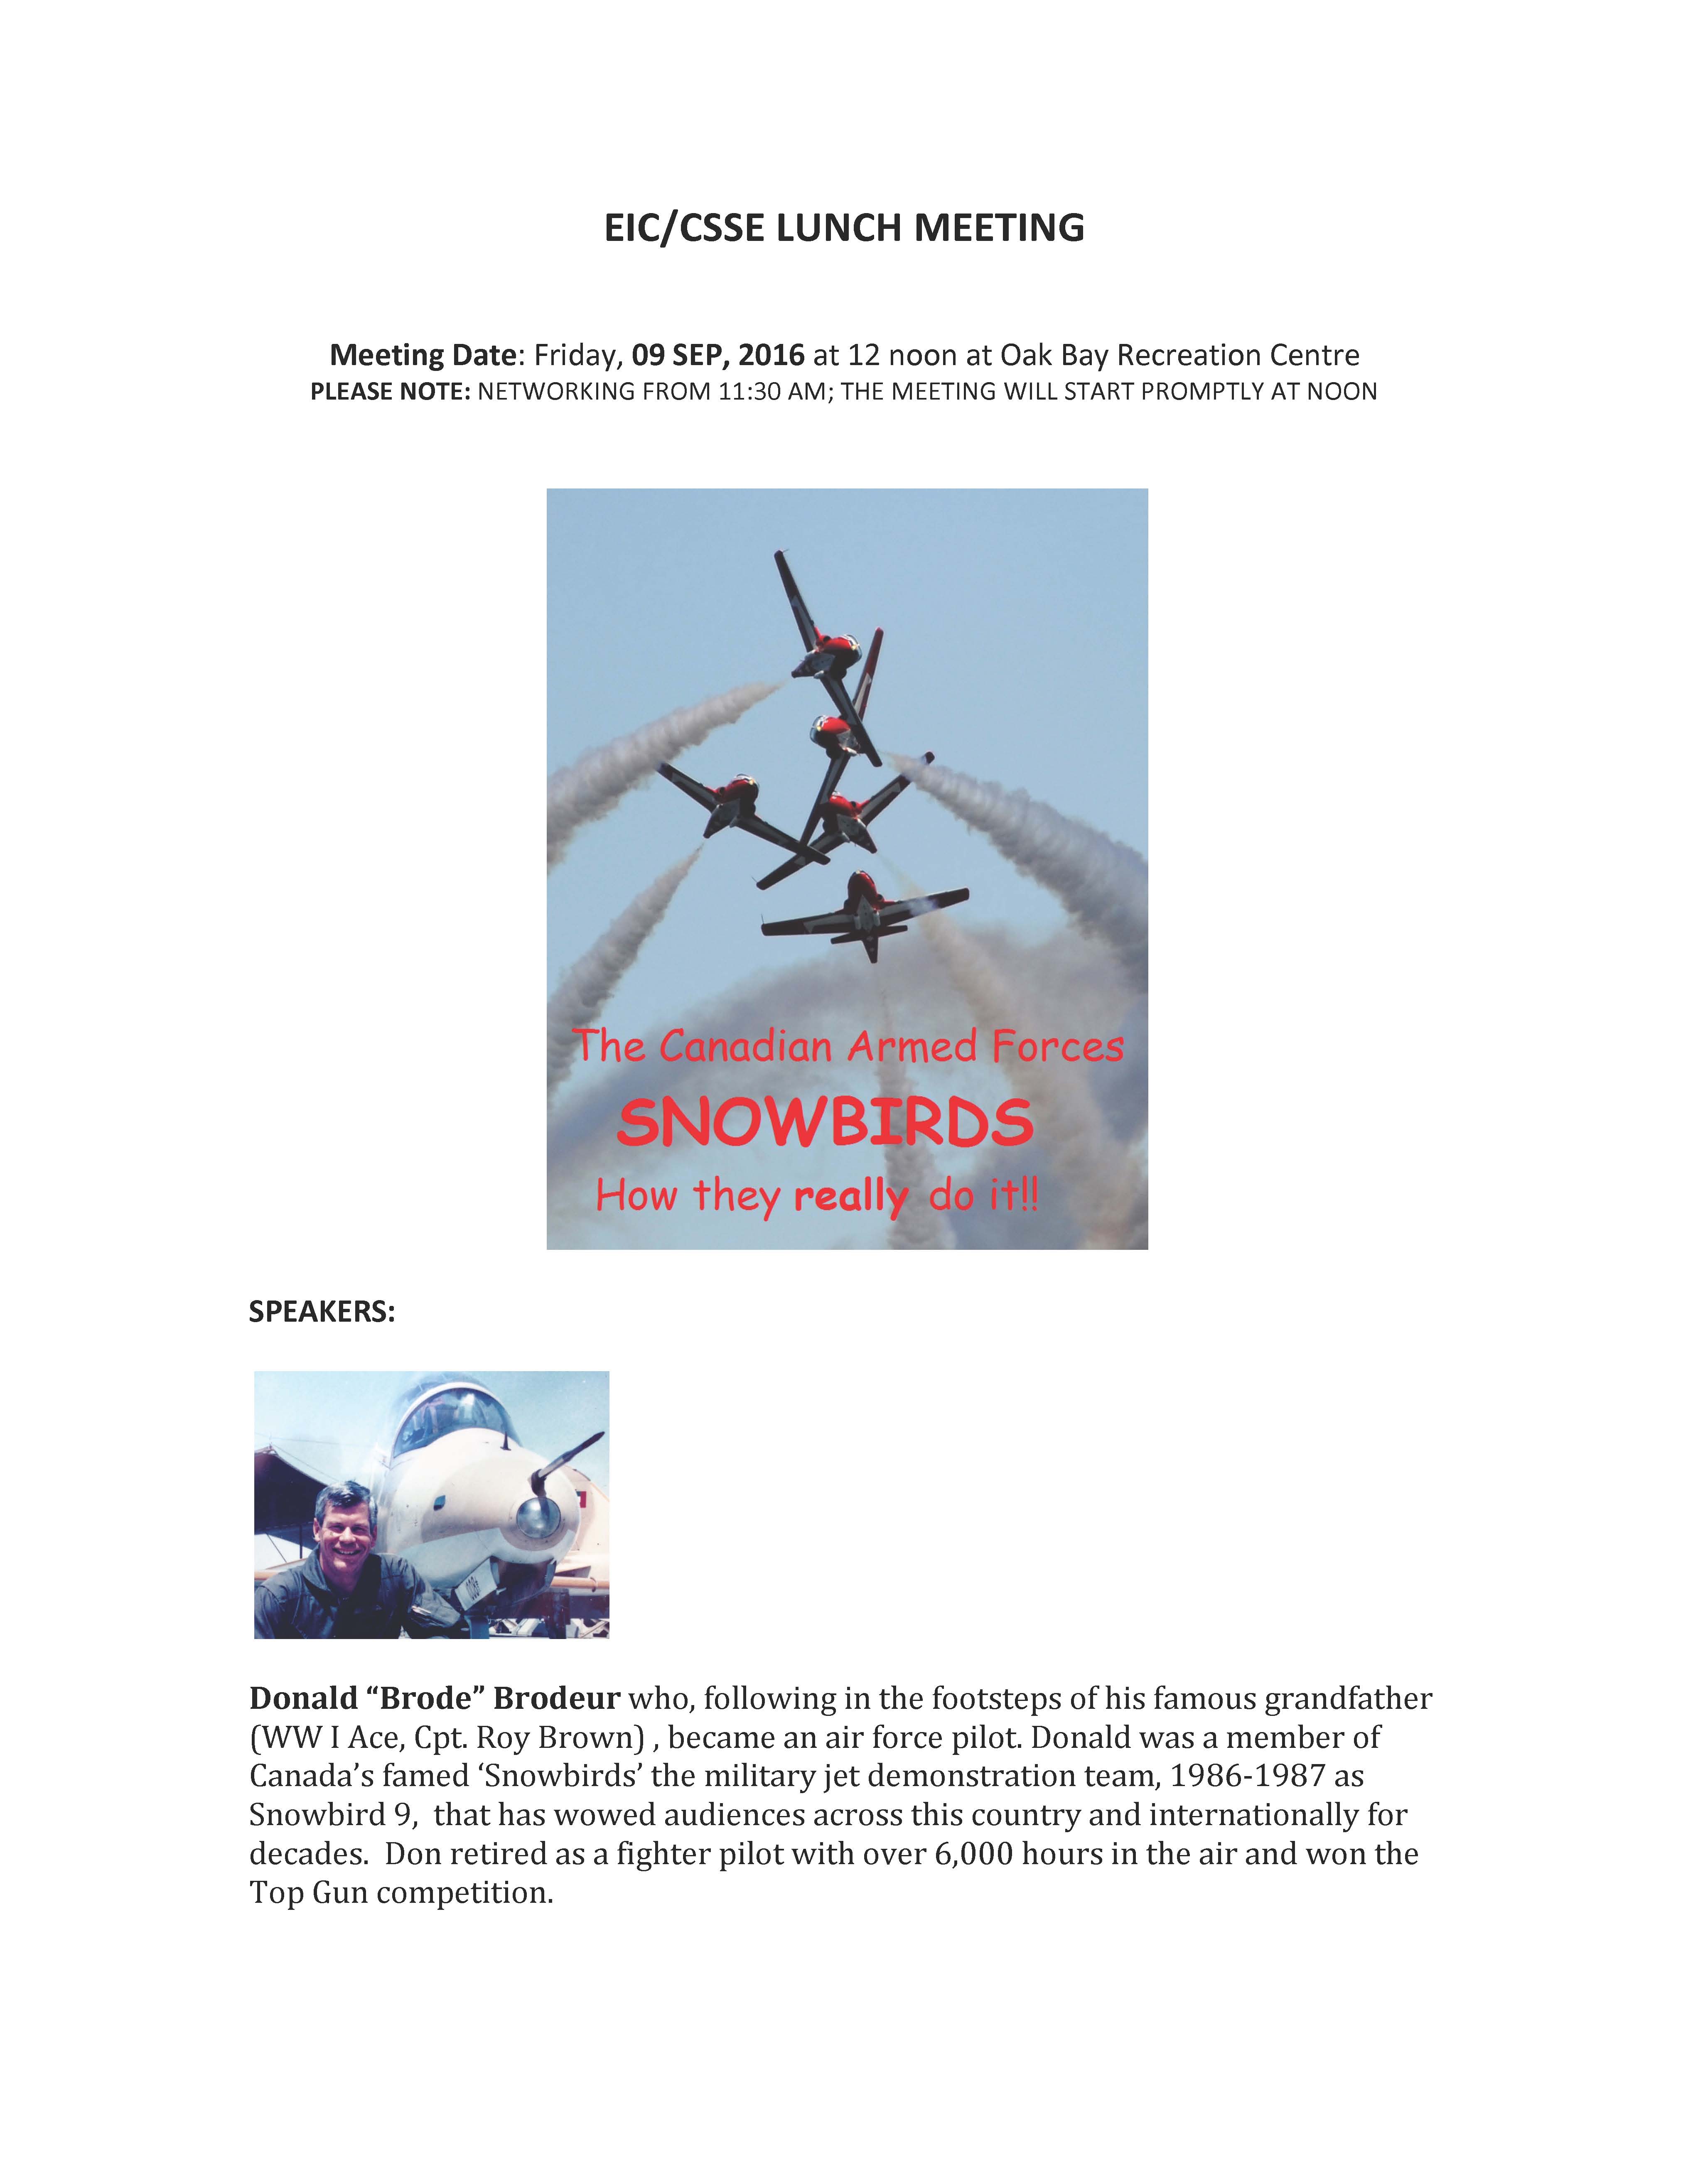 EIC/CSSE LUNCH MEETING
Meeting Date: Friday, 09 SEP, 2016 at 12 noon at Oak Bay Recreation Centre
PLEASE NOTE: NETWORKING FROM 11:30 AM; THE MEETING WILL START PROMPTLY AT NOON
The Canadian Armed Forces
SNOWBIRDS
How they really do it!!
SPEAKERS:
Donald “Brode” Brodeur who, following in the footsteps of his famous grandfather
(WW I Ace, Cpt. Roy Brown) , became an air force pilot. Donald was a member of
Canada’s famed ‘Snowbirds’ the military jet demonstration team, 1986-1987 as
Snowbird 9,  that has wowed audiences across this country and internationally for
decades.  Don retired as a fighter pilot with over 6,000 hours in the air and won the
Top Gun competition.